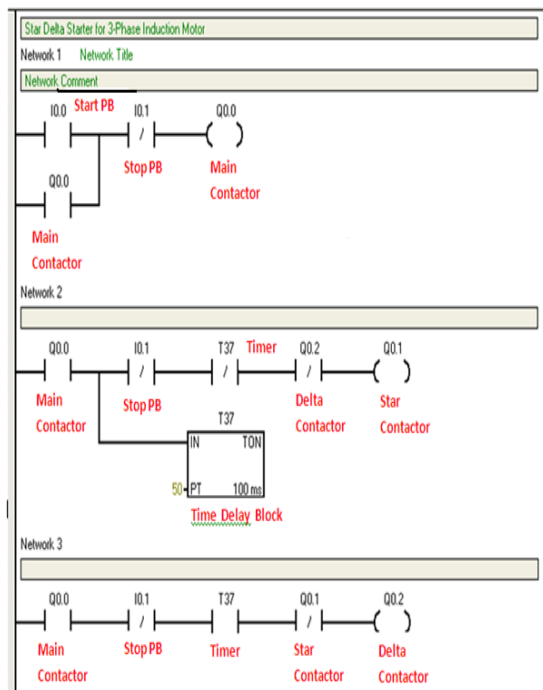 Star Delta Starter for 3-Phase Induction Motor
Network 1 Network Title
Network Comment
I0.0 Start PB I0.1 Q0.0
/
Stop PB Main
Contactor
Q0.0
Main
Contactor
Network 2
Q0.0 I0.1 T37 Timer Q0.2 Q0.1
/ / /
Main Stop PB Delta Star
Contactor Contactor Contactor
T37
IN TON
50 PT 100 ms
Time Delay Block
Network 3
Q0.0 I0.1 T37 Q0.1 Q0.2
/ /
Main Stop PB Timer Star Delta
Contactor Contactor Contactor